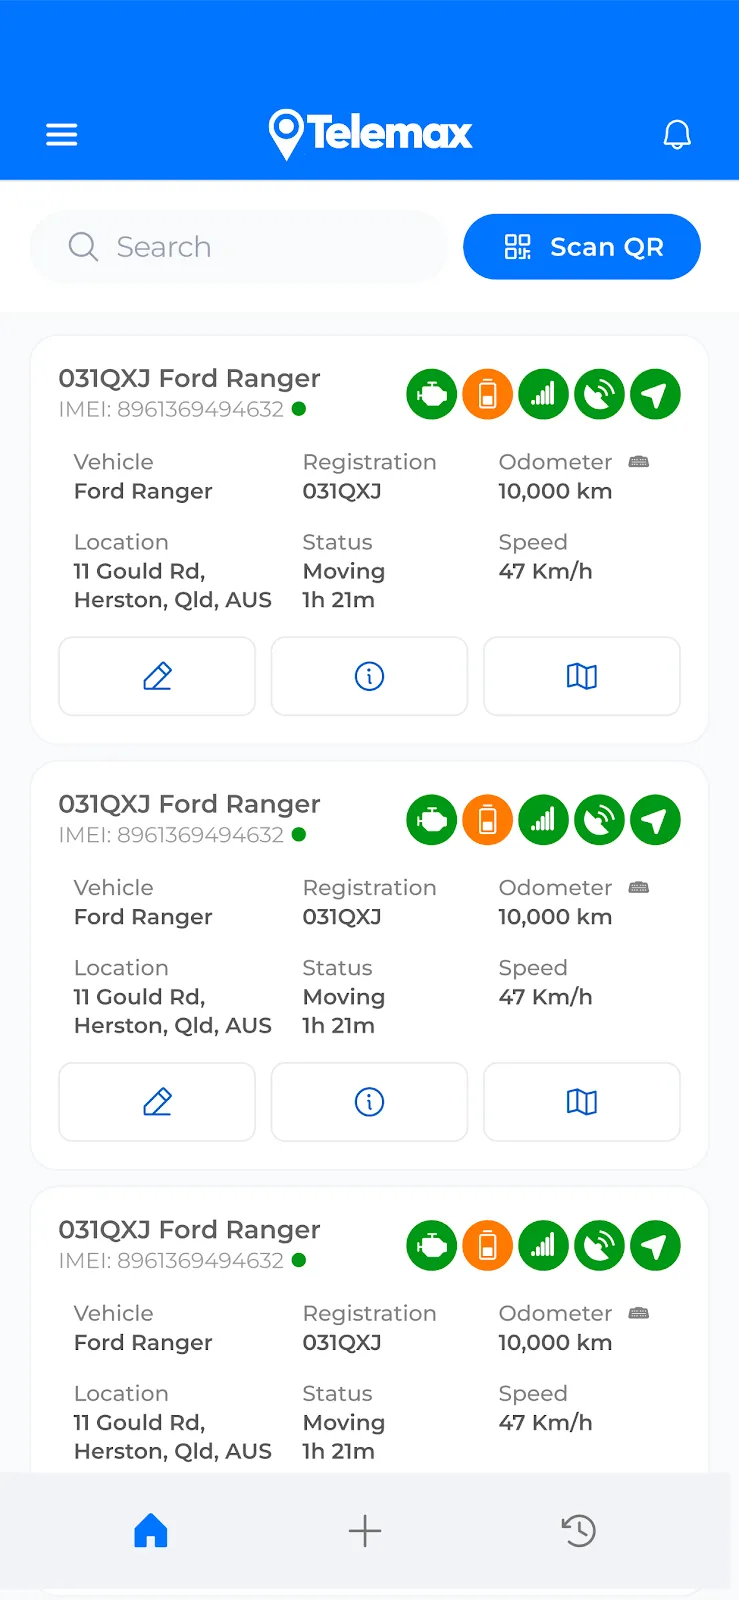 Telemax
Search
Scan QR
031QXJ Ford Ranger
IMEI: 8961369494632
Vehicle
Registration
Odometer
Ford Ranger
031QXJ
10,000 km
Location
Status
Speed
11 Gould Rd,
Moving
47 Km/h
Herston, Qld, AUS
1h 21m
031QXJ Ford Ranger
IMEI: 8961369494632
Vehicle
Registration
Odometer
Ford Ranger
031QXJ
10,000 km
Location
Status
Speed
11 Gould Rd,
Moving
47 Km/h
Herston, Qld, AUS
1h 21m
031QXJ Ford Ranger
IMEI: 8961369494632
Vehicle
Registration
Odometer
Ford Ranger
031QXJ
10,000 km
Location
Status
Speed
11 Gould Rd,
Moving
47 Km/h
Herston, Qld, AUS
1h 21m